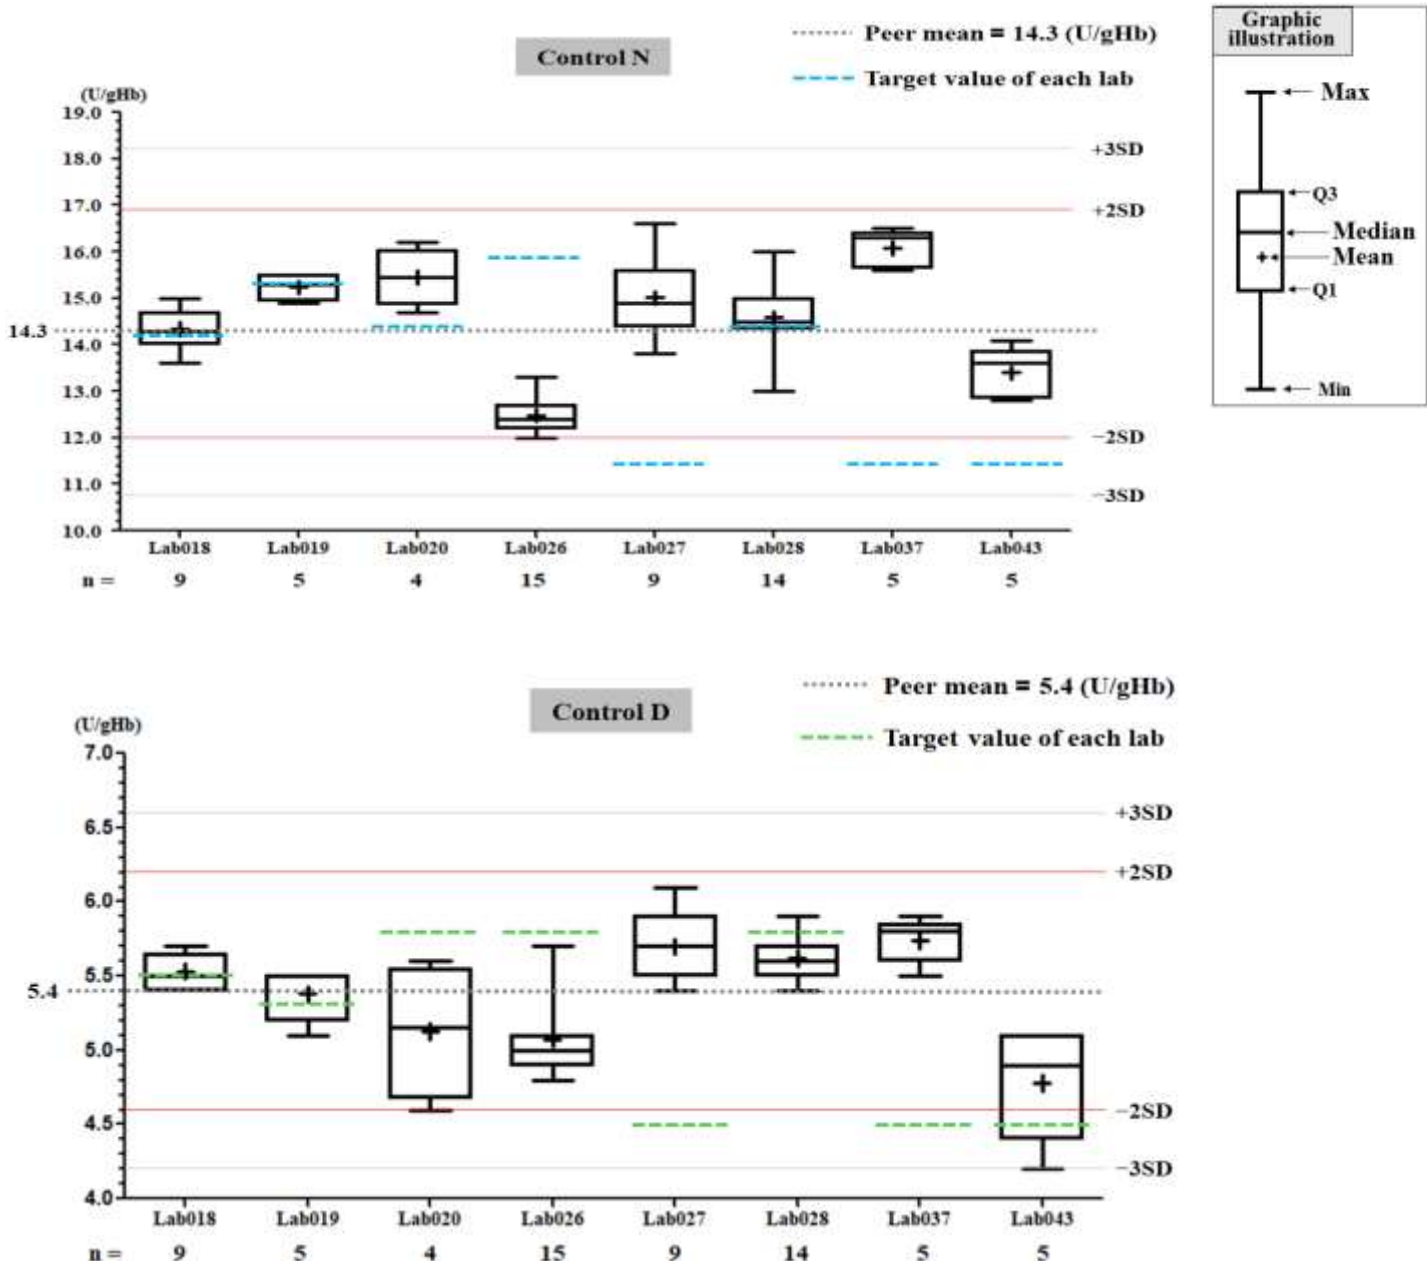 Control N
Peer mean = 14.3 (U/gHb)
Target value of each lab
(U/gHb)
19.0
+3SD
18.0
17.0
+2SD
16.0
15.0
14.3
14.0
13.0
12.0
−2SD
11.0
−3SD
10.0
Lab018 Lab019 Lab020 Lab026 Lab027 Lab028 Lab037 Lab043
n = 9 5 4 15 9 14 5 5
Graphic
illustration
Max
Q3
Median
Mean
Q1
Min
Control D
Peer mean = 5.4 (U/gHb)
Target value of each lab
(U/gHb)
7.0
+3SD
6.5
+2SD
6.0
5.5
5.4
5.0
−2SD
4.5
−3SD
4.0
Lab018 Lab019 Lab020 Lab026 Lab027 Lab028 Lab037 Lab043
n = 9 5 4 15 9 14 5 5